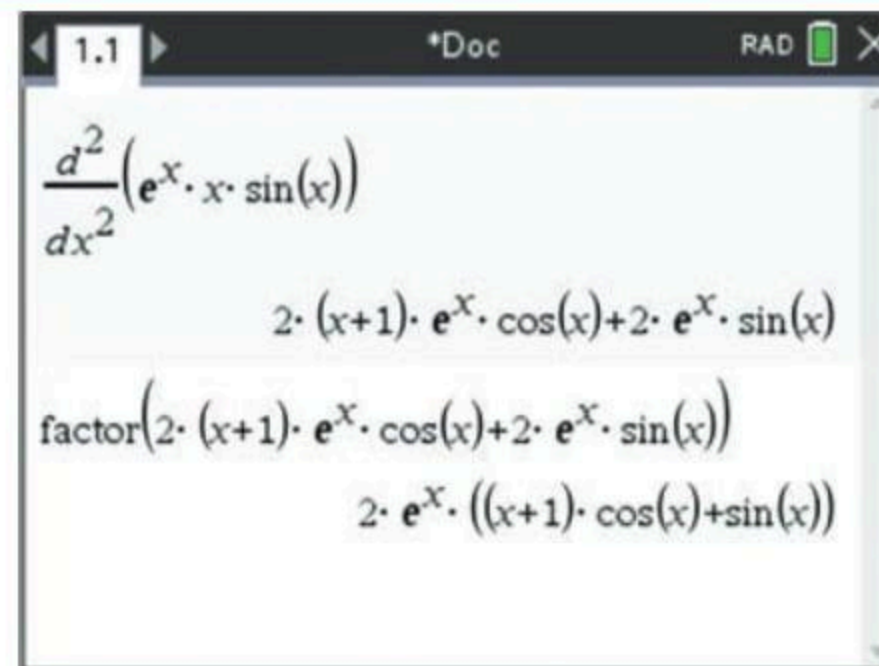 1.1 *Doc RAD
d²/dx² (e^x · x · sin(x))
2 · (x+1) · e^x · cos(x)+2 · e^x · sin(x)
factor(2 · (x+1) · e^x · cos(x)+2 · e^x · sin(x))
2 · e^x · ((x+1) · cos(x)+sin(x))